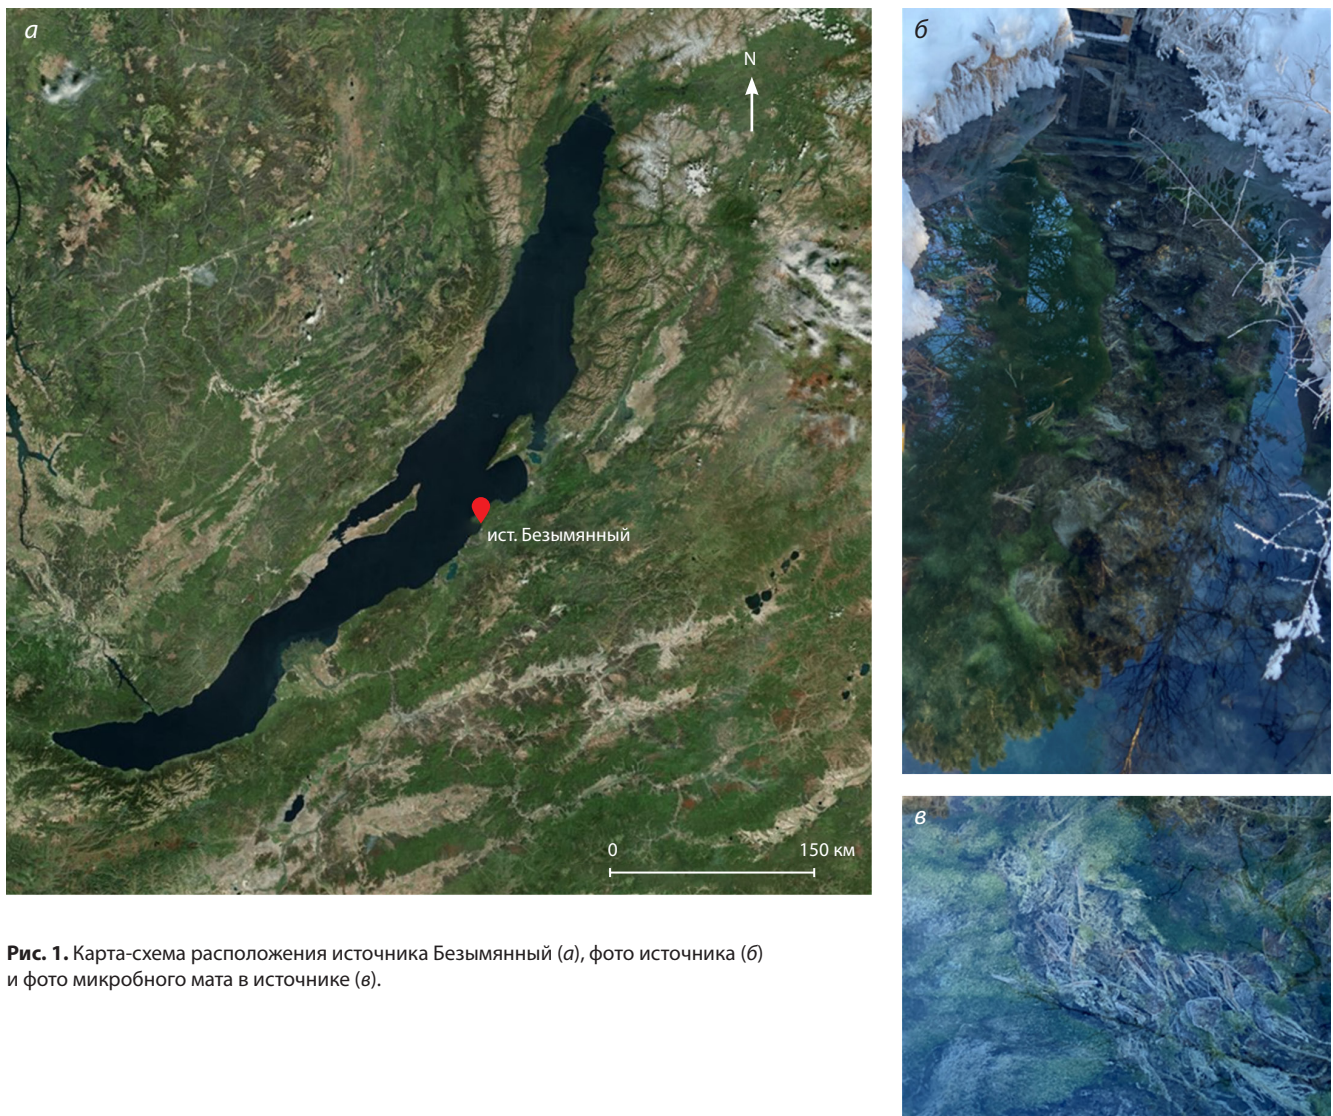 а
N
ист. Безымянный
0 150 км
б
в
Рис. 1. Карта-схема расположения источника Безымянный (а), фото источника (б)
и фото микробного мата в источнике (в).